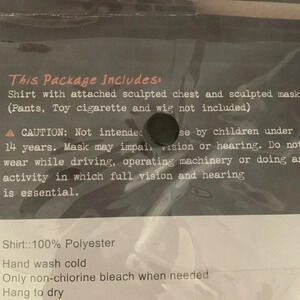 This Package Includes:
Shirt with attached sculpted chest and sculpted mask
(Pants, Toy cigarette and wig not included)
⚠ CAUTION: Not intended use by children under
14 years. Mask may impair vision or hearing. Do not
wear while driving, operating machinery or doing an
activity in which full vision and hearing
is essential.
Shirt::100% Polyester
Hand wash cold
Only non-chlorine bleach when needed
Hang to dry